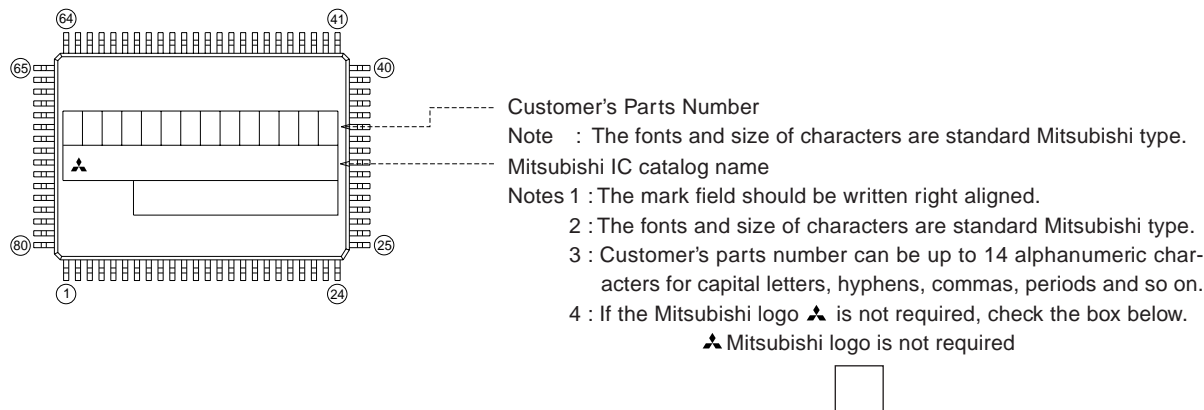 64 41
65 40
80 25
1 24
Customer's Parts Number
Note : The fonts and size of characters are standard Mitsubishi type.
Mitsubishi IC catalog name
Notes 1 : The mark field should be written right aligned.
2 : The fonts and size of characters are standard Mitsubishi type.
3 : Customer's parts number can be up to 14 alphanumeric char-
acters for capital letters, hyphens, commas, periods and so on.
4 : If the Mitsubishi logo is not required, check the box below.
Mitsubishi logo is not required